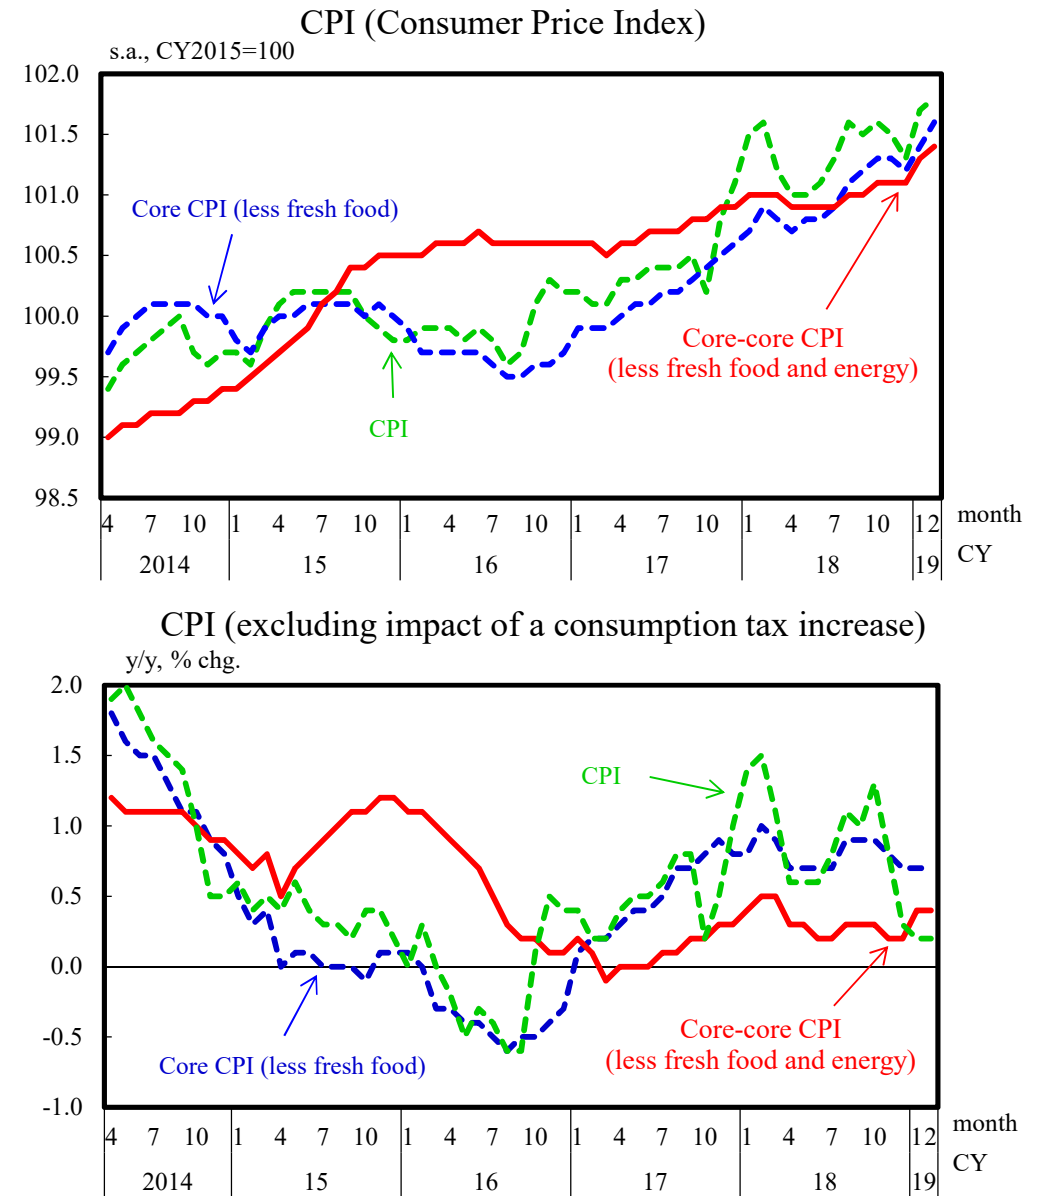 CPI (Consumer Price Index)
s.a., CY2015=100
102.0
101.5
101.0
100.5
100.0
99.5
99.0
98.5
Core CPI (less fresh food)
CPI
Core-core CPI
(less fresh food and energy)
4 7 10 1 4 7 10 1 4 7 10 1 4 7 10 1 4 7 10 1 2 month
2014 15 16 17 18 19 CY
CPI (excluding impact of a consumption tax increase)
y/y, % chg.
2.0
1.5
1.0
0.5
0.0
-0.5
-1.0
CPI
Core-core CPI
(less fresh food and energy)
Core CPI (less fresh food)
4 7 10 1 4 7 10 1 4 7 10 1 4 7 10 1 4 7 10 1 2 month
2014 15 16 17 18 19 CY